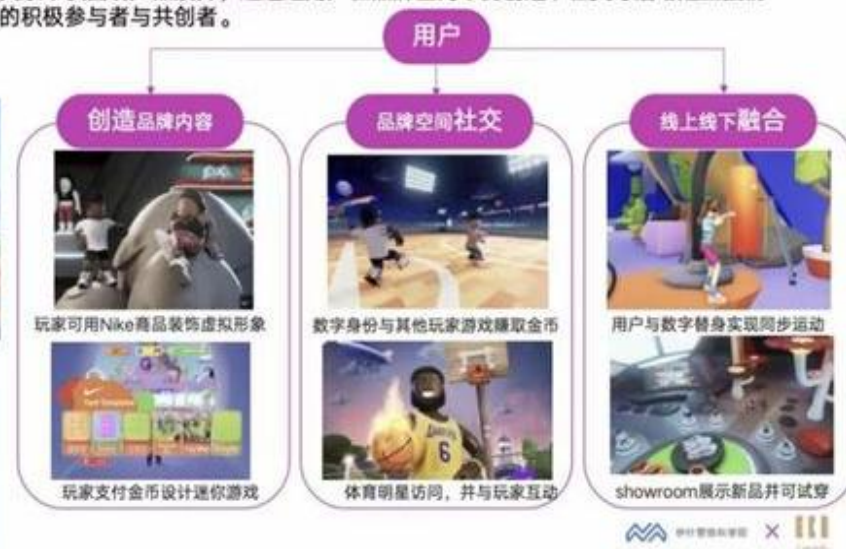 的积极参与者与共创者。
用户
创造品牌内容
品牌空间社交
线上线下融合
玩家可用Nike商品装饰虚拟形象
数字身份与其他玩家游戏赚取金币
用户与数字替身实现同步运动
LAKERS
6
玩家支付金币设计迷你游戏
体育明星访问，并与玩家互动
showroom展示新品并可试穿